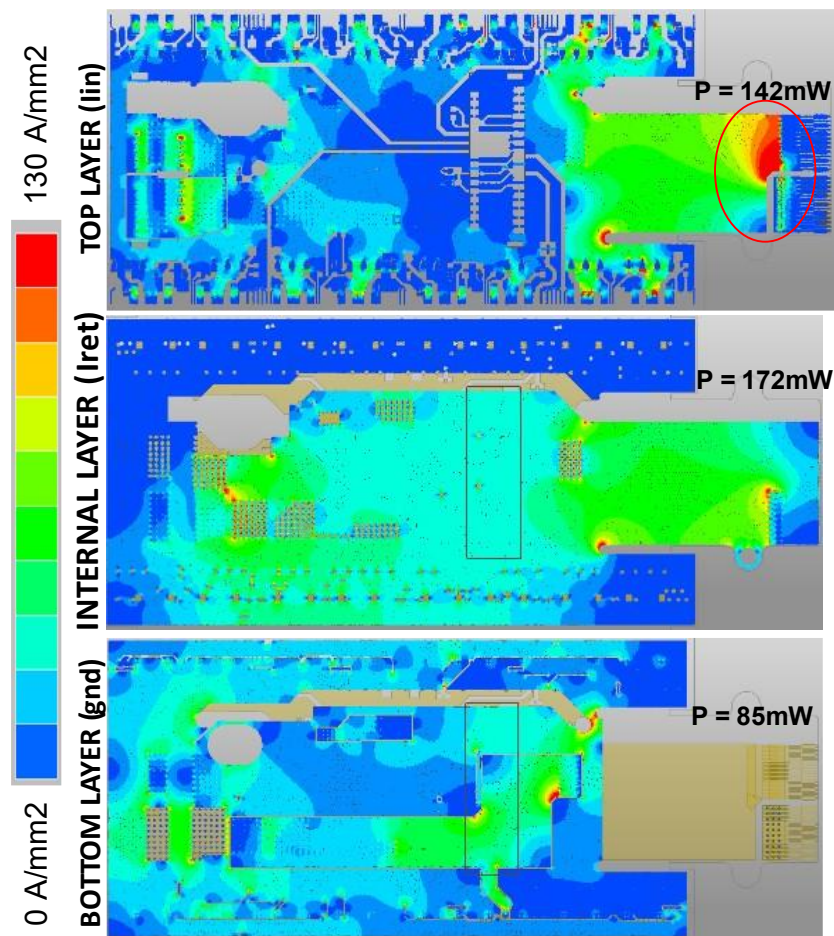 130 A/mm2
0 A/mm2
TOP LAYER (Iin)
P = 142mW
INTERNAL LAYER (Iret)
P = 172mW
BOTTOM LAYER (gnd)
P = 85mW